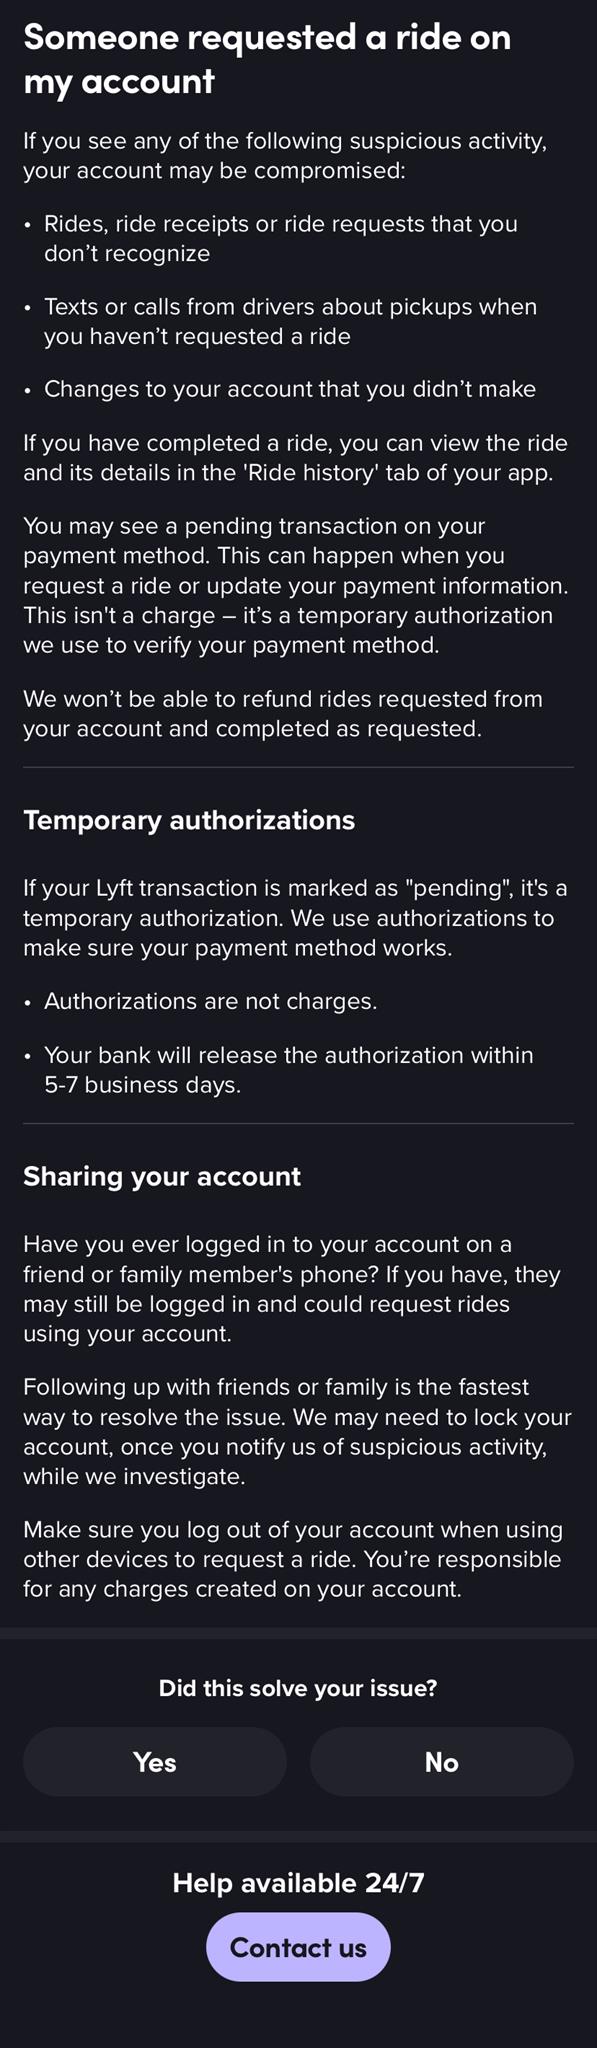 Someone requested a ride on
my account
If you see any of the following suspicious activity,
your account may be compromised:
• Rides, ride receipts or ride requests that you
don’t recognize
• Texts or calls from drivers about pickups when
you haven’t requested a ride
• Changes to your account that you didn’t make
If you have completed a ride, you can view the ride
and its details in the 'Ride history' tab of your app.
You may see a pending transaction on your
payment method. This can happen when you
request a ride or update your payment information.
This isn't a charge – it’s a temporary authorization
we use to verify your payment method.
We won’t be able to refund rides requested from
your account and completed as requested.
Temporary authorizations
If your Lyft transaction is marked as "pending", it's a
temporary authorization. We use authorizations to
make sure your payment method works.
• Authorizations are not charges.
• Your bank will release the authorization within
5-7 business days.
Sharing your account
Have you ever logged in to your account on a
friend or family member's phone? If you have, they
may still be logged in and could request rides
using your account.
Following up with friends or family is the fastest
way to resolve the issue. We may need to lock your
account, once you notify us of suspicious activity,
while we investigate.
Make sure you log out of your account when using
other devices to request a ride. You’re responsible
for any charges created on your account.
Did this solve your issue?
Yes
No
Help available 24/7
Contact us